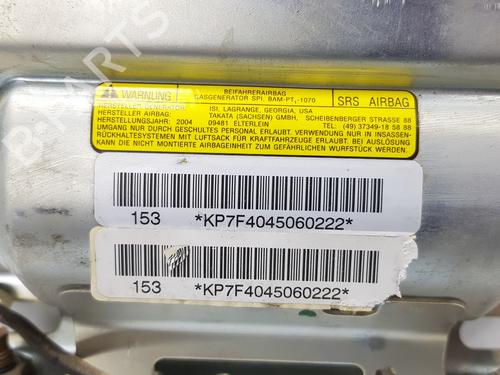 WARNUNG
BEIFAHRERAIRBAG
GASGENERATOR SPI, BAM-PT₁-1070
SRS AIRBAG
HERSTELLER GENERATOR: ISI, LAGRANGE, GEORGIA, USA
HERSTELLER AIRBAG: TAKATA (SACHSEN) GMBH, SCHEIBENBERGER STRASSE 88
HERSTELLUNGSJAHR: 2004 09481 ELTERLEIN TEL: (49) 37349-18 58 88
UMGANG NUR DURCH GESCHULTES PERSONAL ERLAUBT. VERWENDUNG NUR IN INSASSEN-
RÜCKHALTESYSTEMEN MIT LUFTSACK FÜR KRAFTFAHRZEUGE ERLAUBT. BEI AUSLÖSUNG
KANN DIE NICHT MONTIERTE AIRBAGEINHEIT ZUM GEFÄHRLICHEN WURFSTÜCK WERDEN.
153 *KP7F4045060222*
153 *KP7F4045060222*